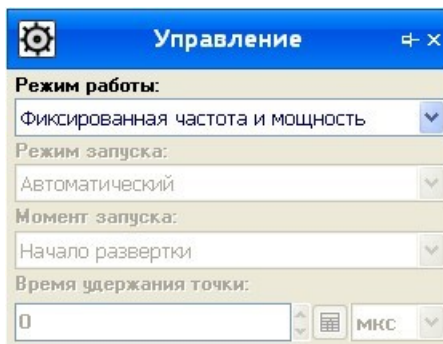 Управление
Режим работы:
Фиксированная частота и мощность
Режим запуска:
Автоматический
Момент запуска:
Начало развертки
Время удержания точки:
0 мкс